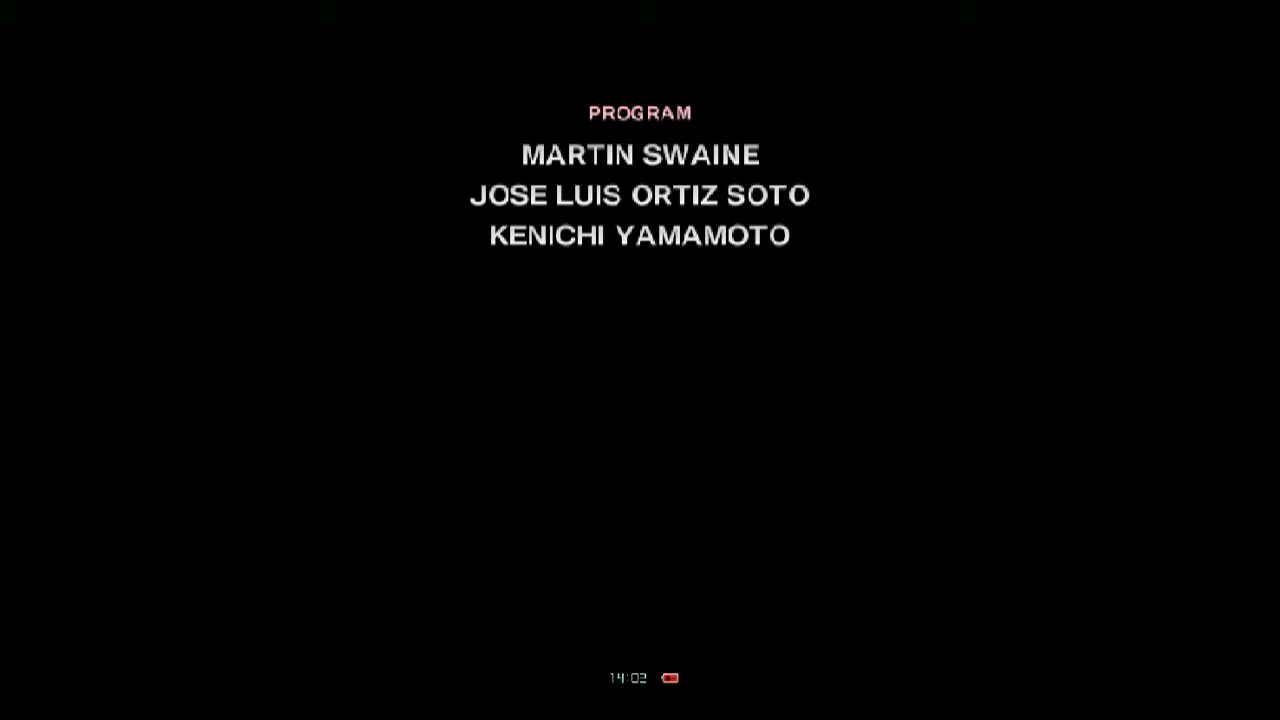 PROGRAM
MARTIN SWAINE
JOSE LUIS ORTIZ SOTO
KENICHI YAMAMOTO
14:02